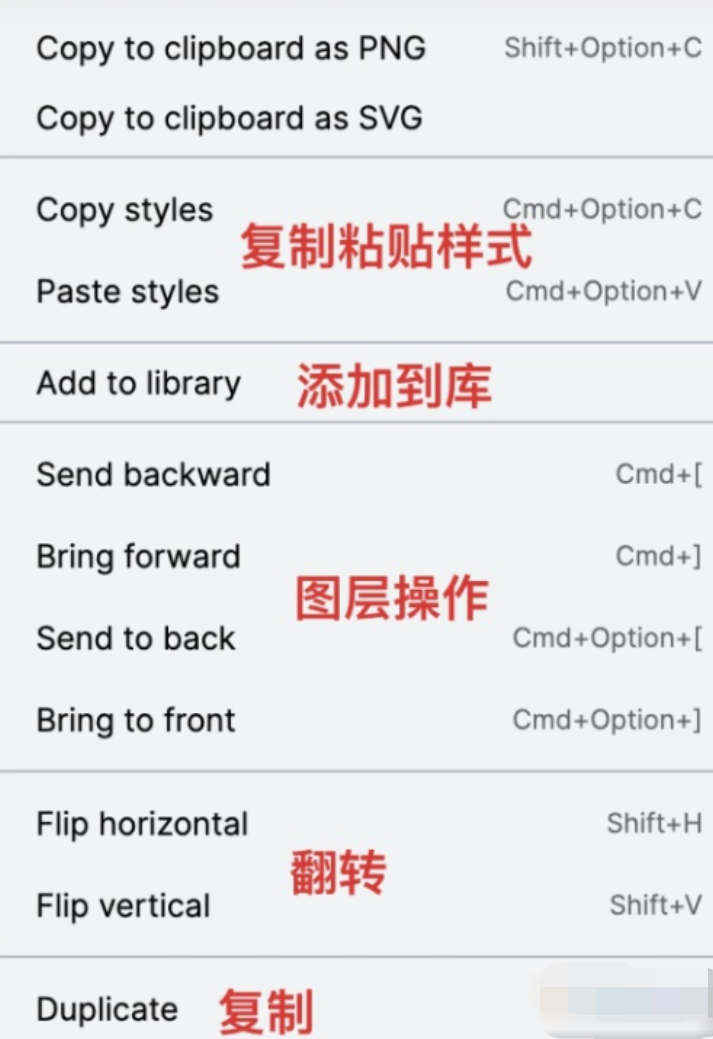 Copy to clipboard as PNG Shift+Option+C
Copy to clipboard as SVG
Copy styles Cmd+Option+C
复制粘贴样式
Paste styles Cmd+Option+V
Add to library 添加到库
Send backward Cmd+[
Bring forward Cmd+]
图层操作
Send to back Cmd+Option+[
Bring to front Cmd+Option+]
Flip horizontal Shift+H
翻转
Flip vertical Shift+V
Duplicate 复制